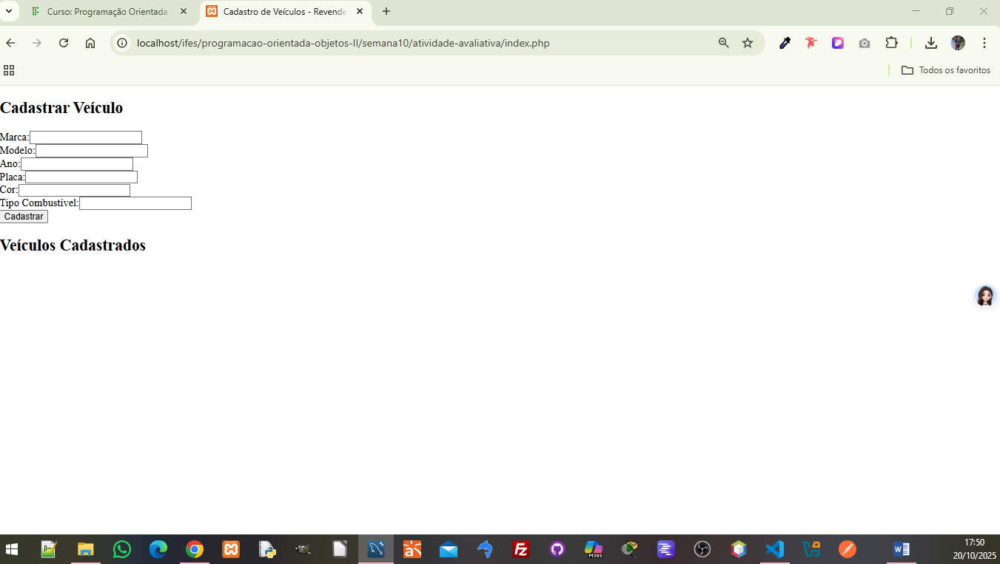 Curso: Programação Orientada
Cadastro de Veículos - Revende
localhost/ifes/programacao-orientada-objetos-II/semana10/atividade-avaliativa/index.php
Todos os favoritos
Cadastrar Veículo
Marca:
Modelo:
Ano:
Placa:
Cor:
Tipo Combustível:
Cadastrar
Veículos Cadastrados
M365
17:50
20/10/2025